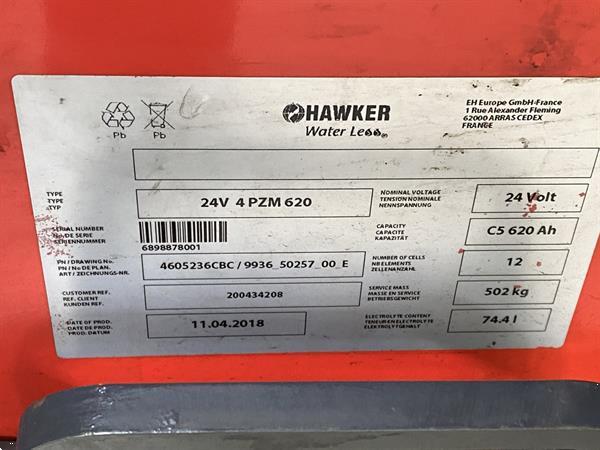 Pb
Pb
HAWKER
Water Less®
EH Europe GmbH-France
1 Rue Alexander Fleming
62000 ARRAS CEDEX
FRANCE
TYPE
TYPE
TYP
24V 4 PZM 620
NOMINAL VOLTAGE
TENSION NOMINALE
NENNSPANNUNG
24 Volt
SERIAL NUMBER
No DE SERIE
SERIENNUMMER
6898878001
CAPACITY
CAPACITE
KAPAZITÄT
C5 620 Ah
PN / DRAWING No.
PN / No DE PLAN.
ART / ZEICHNUNGS-NR.
4605236CBC / 9936_50257_00_E
NUMBER OF CELLS
NB ELEMENTS
ZELLENANZAHL
12
CUSTOMER REF.
REF. CLIENT
KUNDEN REF.
200434208
SERVICE MASS
MASSE EN SERVICE
BETRIEBSGEWICHT
502 kg
DATE OF PROD.
DATE DE PROD.
PROD. DATUM
11.04.2018
ELECTROLYTE CONTENT
TENEUR EN ELECTROLYTE
ELEKTROLYTGEHALT
74.4 l